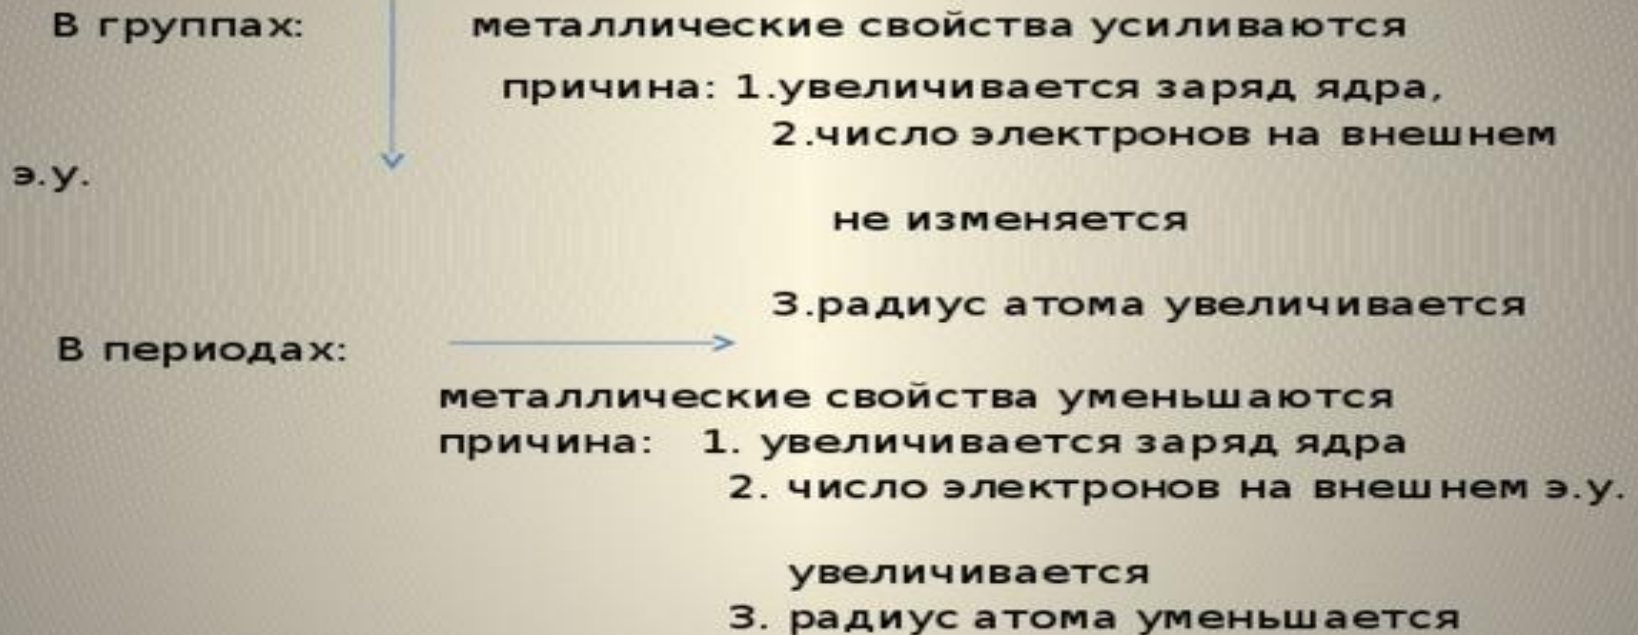 В группах: металлические свойства усиливаются
причина: 1.увеличивается заряд ядра,
2.число электронов на внешнем
э.у.
не изменяется
3.радиус атома увеличивается
В периодах:
металлические свойства уменьшаются
причина: 1. увеличивается заряд ядра
2. число электронов на внешнем э.у.
увеличивается
3. радиус атома уменьшается